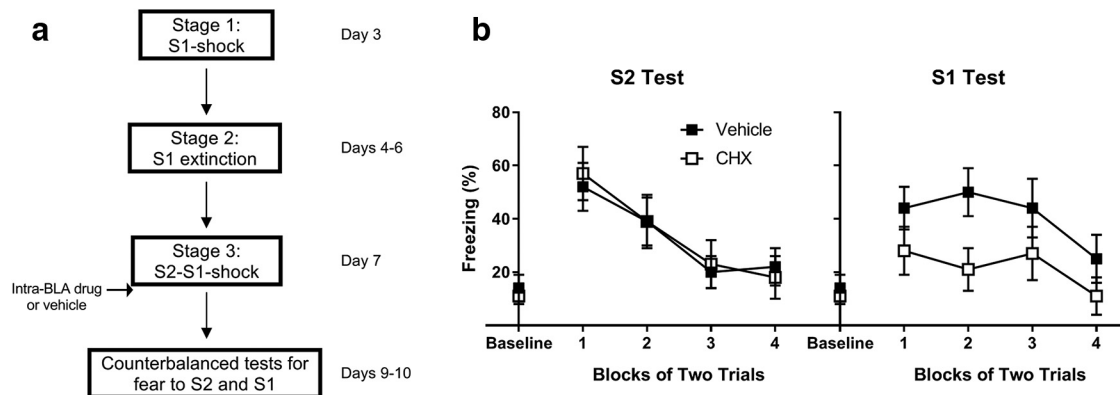 a
Stage 1:
S1-shock
Day 3
Stage 2:
S1 extinction
Days 4-6
Stage 3:
S2-S1-shock
Day 7
Intra-BLA drug
or vehicle
Counterbalanced tests for
fear to S2 and S1
Days 9-10
b
S2 Test
S1 Test
Vehicle
CHX
Freezing (%)
80
60
40
20
Baseline 1 2 3 4
Blocks of Two Trials
Baseline 1 2 3 4
Blocks of Two Trials